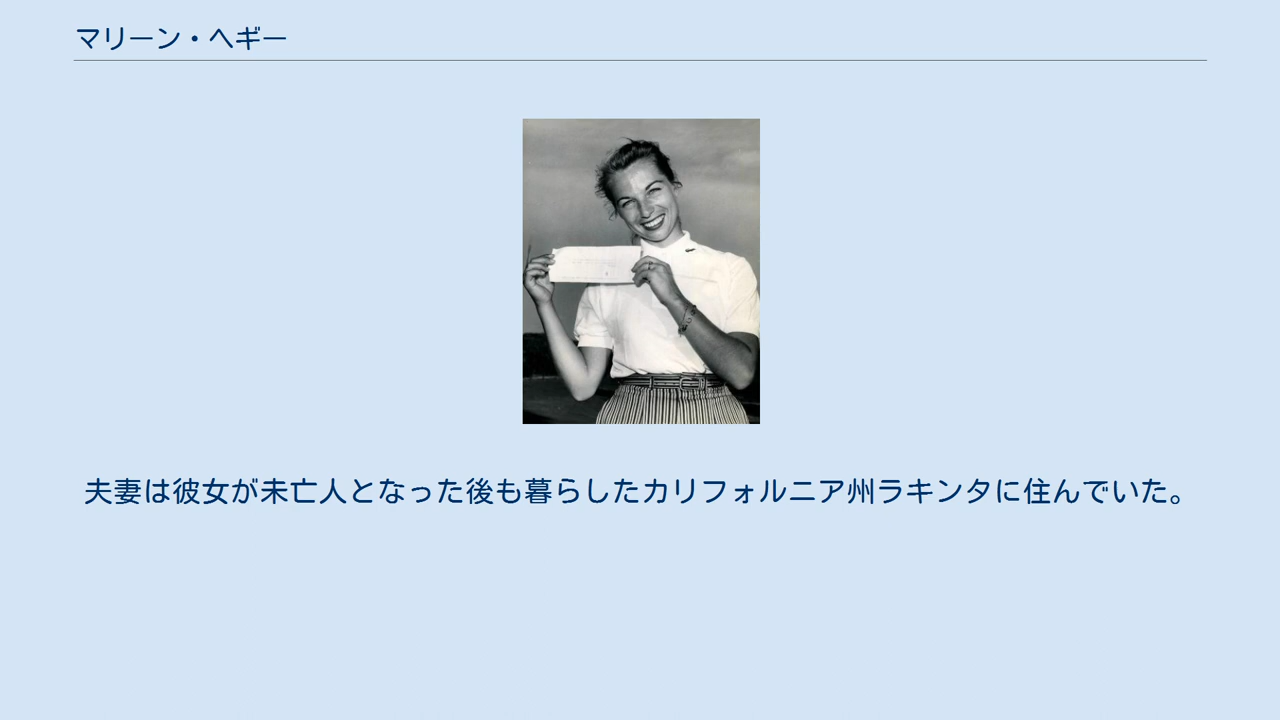 マリーン・ヘギー
夫妻は彼女が未亡人となった後も暮らしたカリフォルニア州ラキンタに住んでいた。